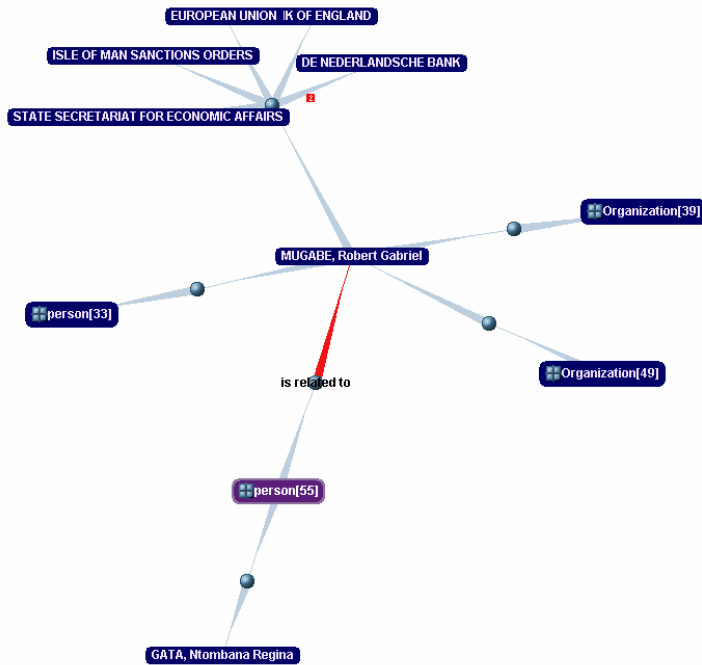 EUROPEAN UNION
K OF ENGLAND
ISLE OF MAN SANCTIONS ORDERS
DE NEDERLANDSCHE BANK
2
STATE SECRETARIAT FOR ECONOMIC AFFAIRS
Organization[39]
MUGABE, Robert Gabriel
person[33]
Organization[49]
is related to
person[55]
GATA, Ntombana Regina